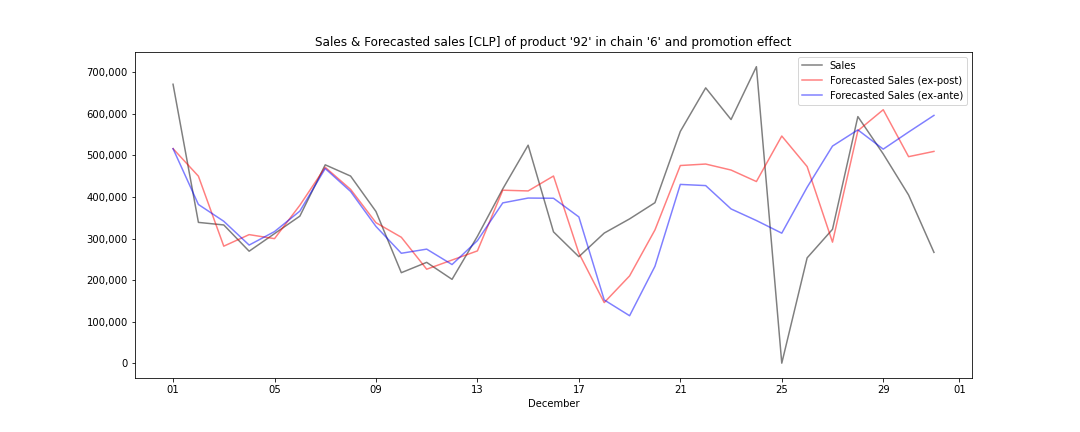 Sales & Forecasted sales [CLP] of product '92' in chain '6' and promotion effect
Sales
Forecasted Sales (ex-post)
Forecasted Sales (ex-ante)
700,000
600,000
500,000
400,000
300,000
200,000
100,000
0
01 05 09 13 17 21 25 29 01
December